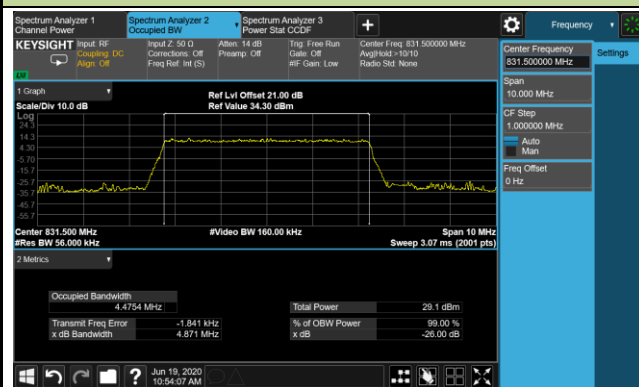 Spectrum Analyzer 1
Channel Power
Spectrum Analyzer 2
Occupied BW
Spectrum Analyzer 3
Power Stat CCDF
Frequency
KEYSIGHT
Input: RF
Coupling: DC
Align: Off
Input Z: 50 Ω
Corrections: Off
Freq Ref: Int (S)
Atten: 14 dB
Preamp: Off
Trig: Free Run
Gate: Off
#IF Gain: Low
Center Freq: 831.500000 MHz
Avg|Hold:>10/10
Radio Std: None
Center Frequency
831.500000 MHz
Settings
Span
10.000 MHz
CF Step
1.000000 MHz
Auto
Man
Freq Offset
0 Hz
1 Graph
Scale/Div 10.0 dB
Ref Lvl Offset 21.00 dB
Ref Value 34.30 dBm
Log
24.3
14.3
4.30
-5.70
-15.7
-25.7
-35.7
-45.7
-55.7
Center 831.500 MHz
#Res BW 56.000 kHz
#Video BW 160.00 kHz
Span 10 MHz
Sweep 3.07 ms (2001 pts)
2 Metrics
Occupied Bandwidth
4.4754 MHz
Total Power 29.1 dBm
Transmit Freq Error -1.841 kHz
% of OBW Power 99.00 %
x dB Bandwidth 4.871 MHz
x dB -26.00 dB
Jun 19, 2020
10:54:07 AM